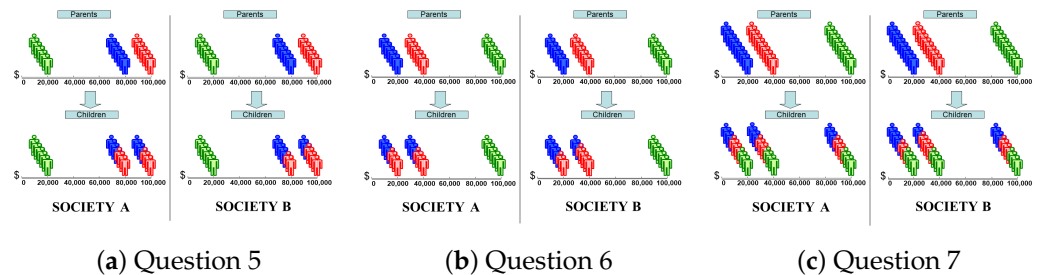 Parents Parents Parents Parents Parents Parents
$ 0 20,000 40,000 60,000 80,000 100,000 0 20,000 40,000 60,000 80,000 100,000
$ 0 20,000 40,000 60,000 80,000 100,000 0 20,000 40,000 60,000 80,000 100,000
$ 0 20,000 40,000 60,000 80,000 100,000 0 20,000 40,000 60,000 80,000 100,000
Children Children Children Children Children Children
$ 0 20,000 40,000 60,000 80,000 100,000 0 20,000 40,000 60,000 80,000 100,000
$ 0 20,000 40,000 60,000 80,000 100,000 0 20,000 40,000 60,000 80,000 100,000
$ 0 20,000 40,000 60,000 80,000 100,000 0 20,000 40,000 60,000 80,000 100,000
SOCIETY A SOCIETY B SOCIETY A SOCIETY B SOCIETY A SOCIETY B
(a) Question 5 (b) Question 6 (c) Question 7